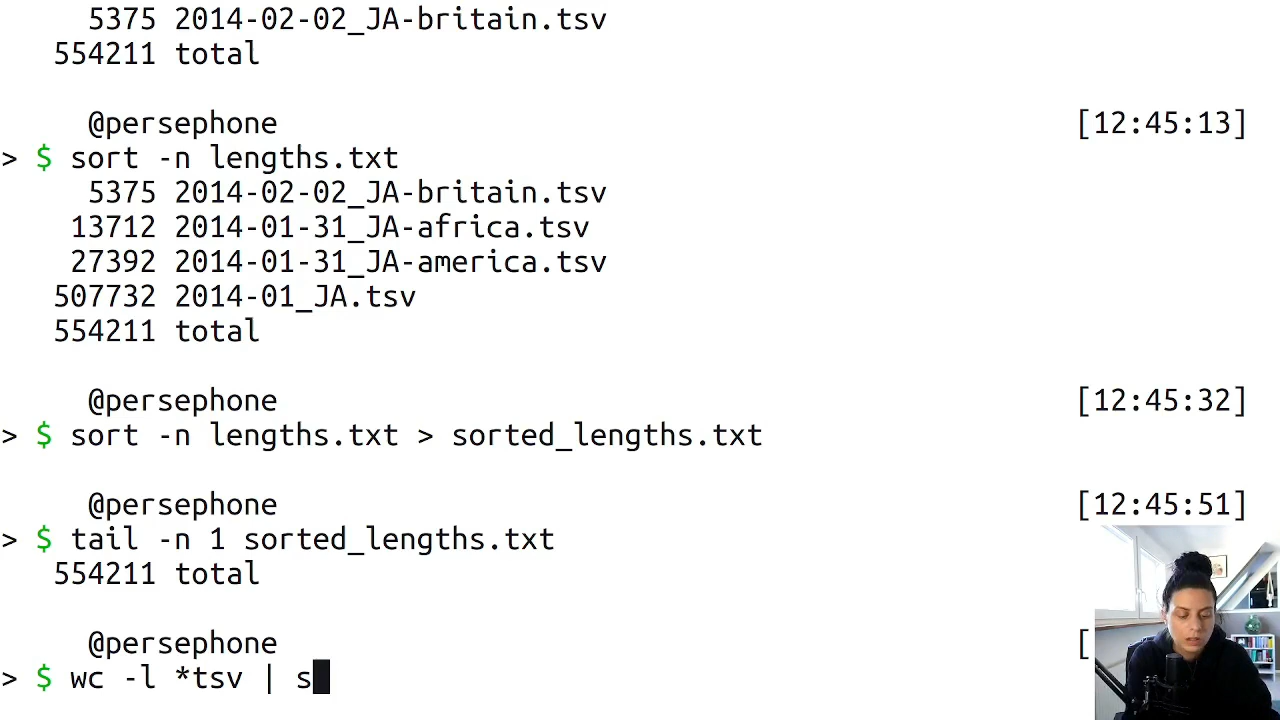 5375 2014-02-02_JA-britain.tsv
554211 total
@persephone [12:45:13]
> $ sort -n lengths.txt
5375 2014-02-02_JA-britain.tsv
13712 2014-01-31_JA-africa.tsv
27392 2014-01-31_JA-america.tsv
507732 2014-01_JA.tsv
554211 total
@persephone [12:45:32]
> $ sort -n lengths.txt > sorted_lengths.txt
@persephone [12:45:51]
> $ tail -n 1 sorted_lengths.txt
554211 total
@persephone [
> $ wc -l *tsv | s